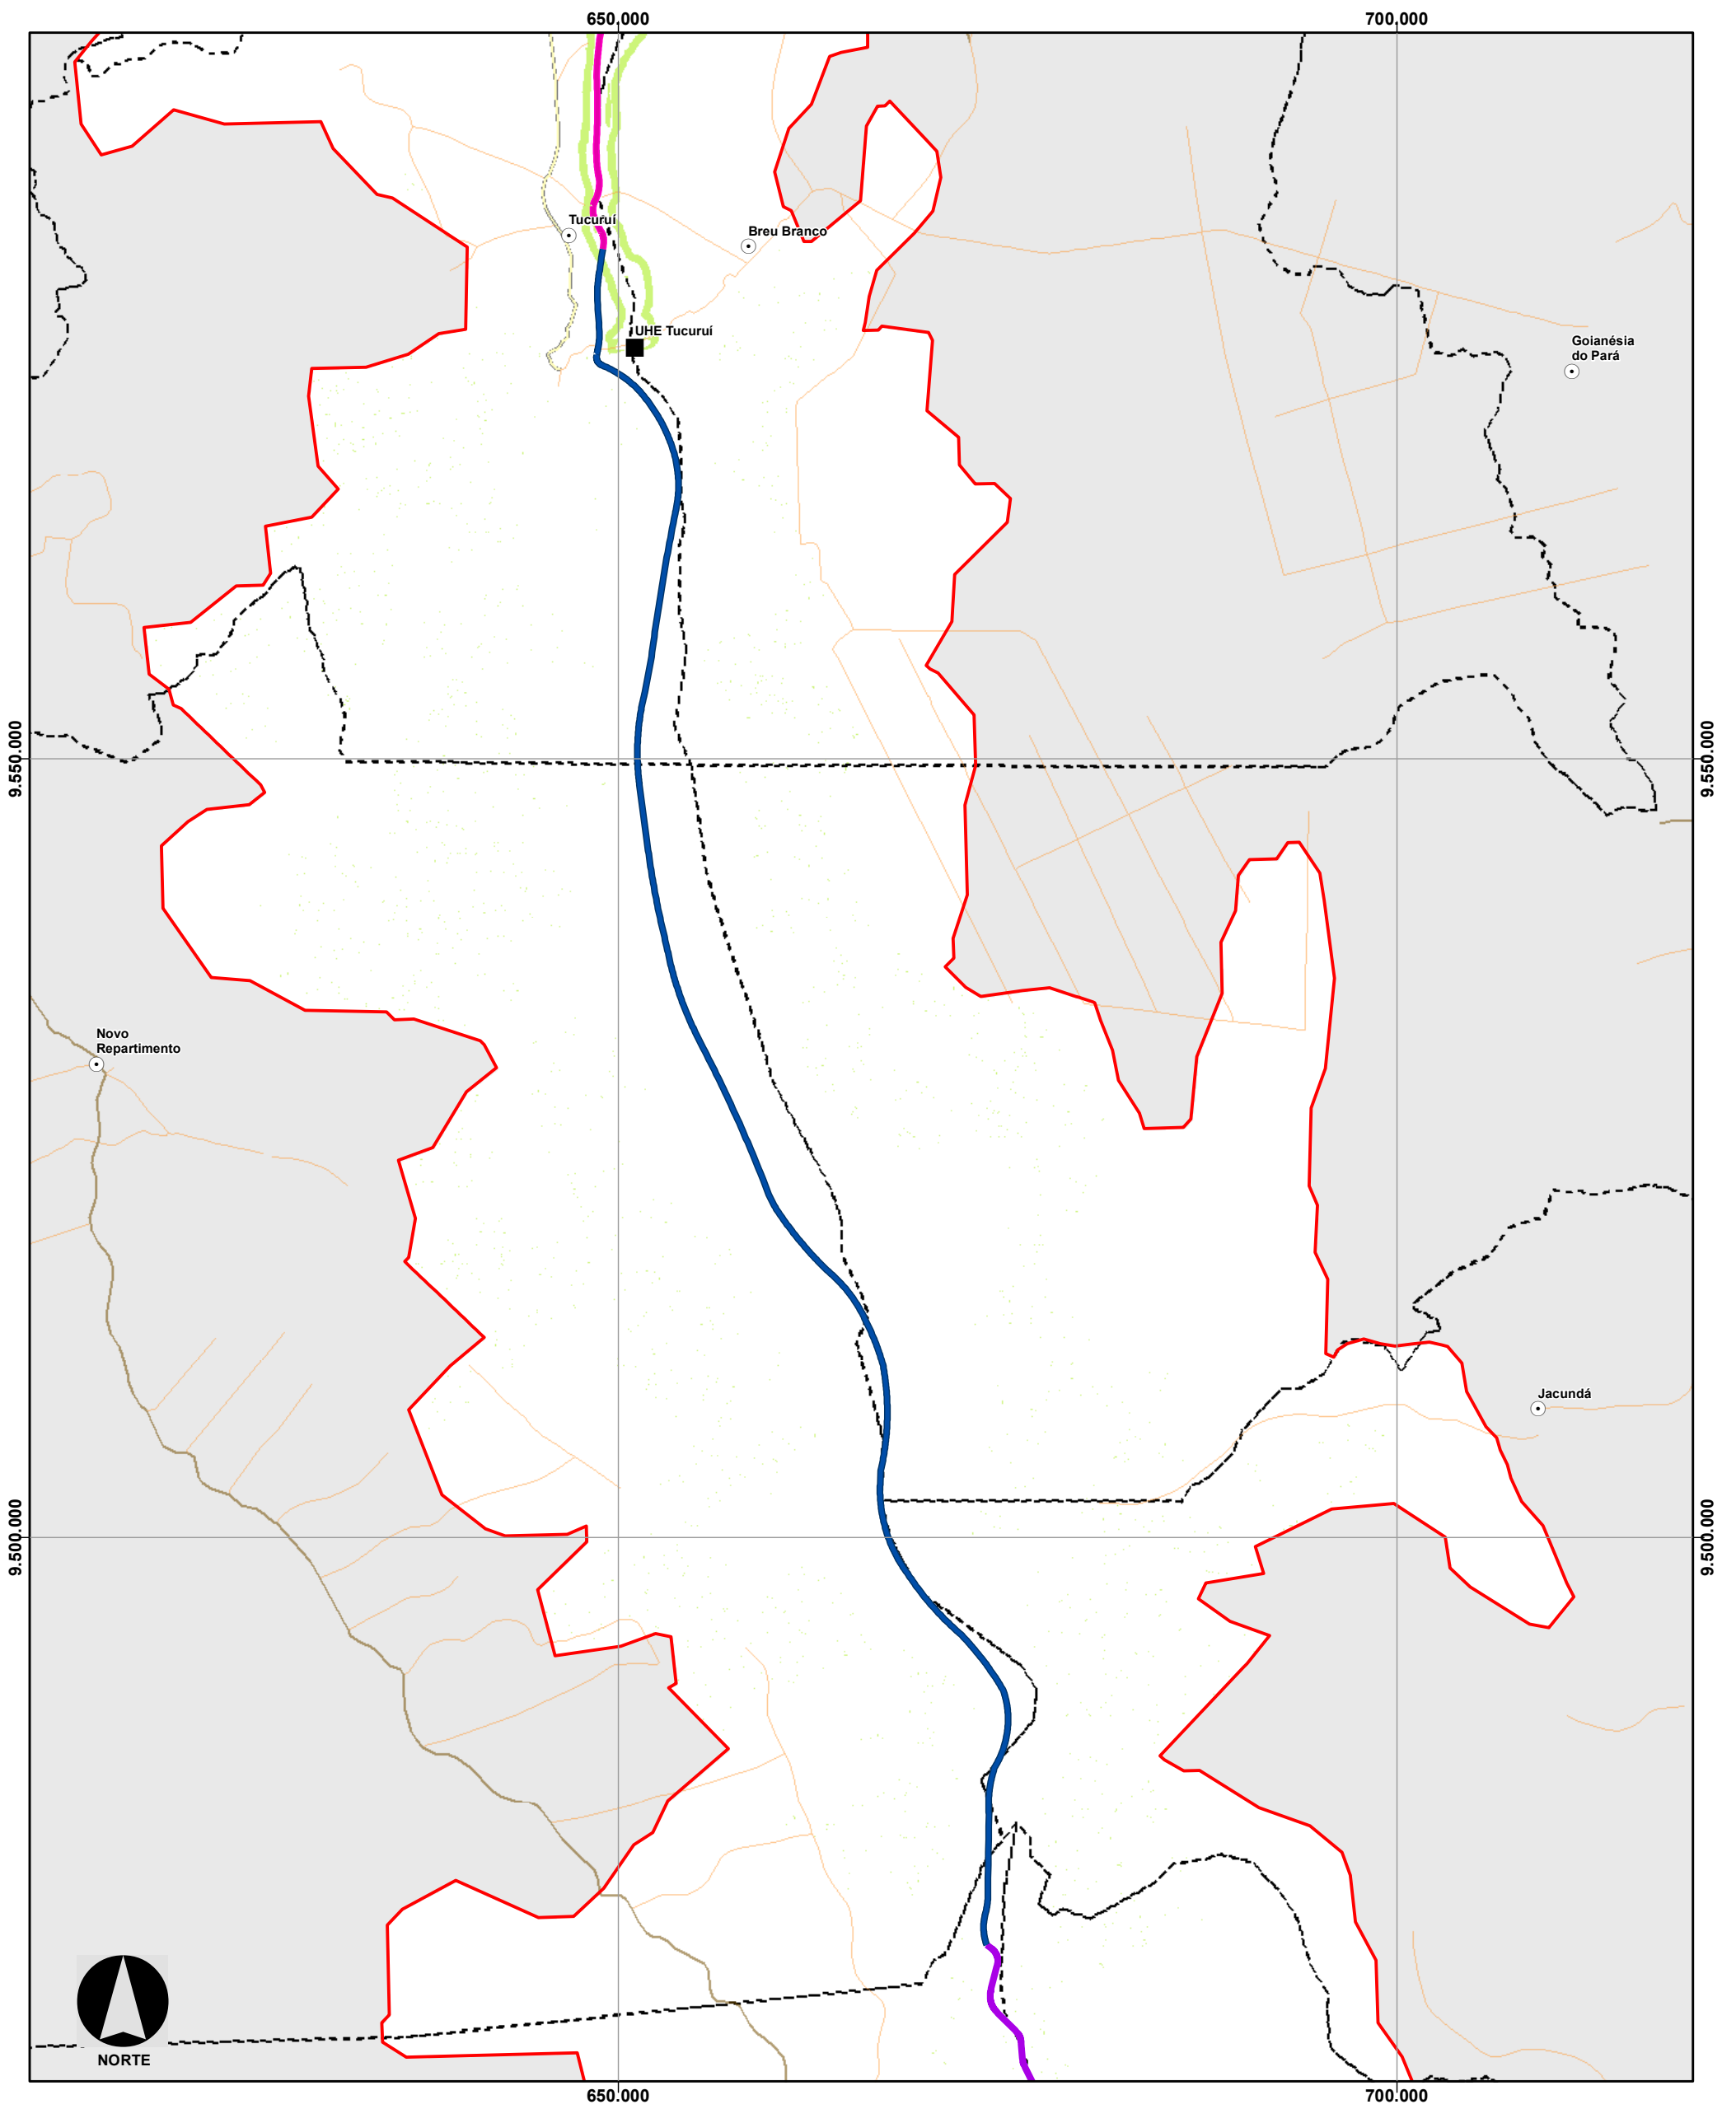 650.000
700.000
Tucuruí
Breu Branco
UHE Tucuruí
Goianésia
do Pará
9.550.000
9.550.000
Novo
Repartimento
Jacundá
9.500.000
9.500.000
NORTE
650.000
700.000